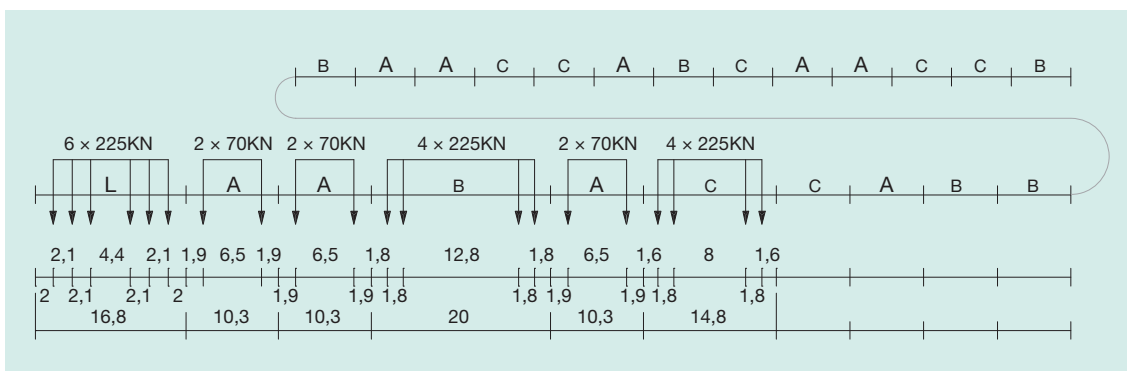 B A A C C A B C A A C C B
6 × 225KN 2 × 70KN 2 × 70KN 4 × 225KN 2 × 70KN 4 × 225KN
L A A B A C C A B B
2,1 4,4 2,1 1,9 6,5 1,9 6,5 1,8 12,8 1,8 6,5 1,6 8 1,6
2 2,1 2,1 2 1,9 1,9 1,8 1,8 1,9 1,9 1,8 1,8
16,8 10,3 10,3 20 10,3 14,8